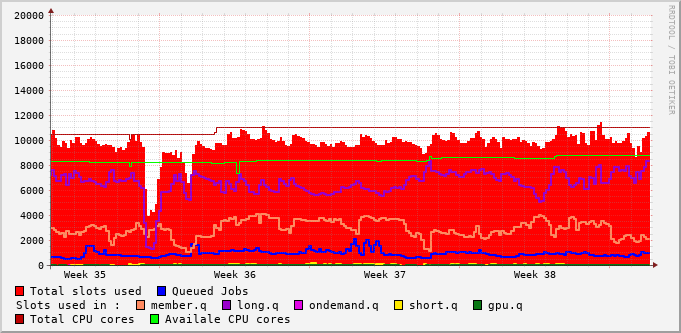 20000
18000
16000
14000
12000
10000
8000
6000
4000
2000
0
Week 35 Week 36 Week 37 Week 38
Total slots used Queued Jobs
Slots used in : member.q long.q ondemand.q short.q gpu.q
Total CPU cores Availale CPU cores
RRDTOOL / TOBI OETIKER